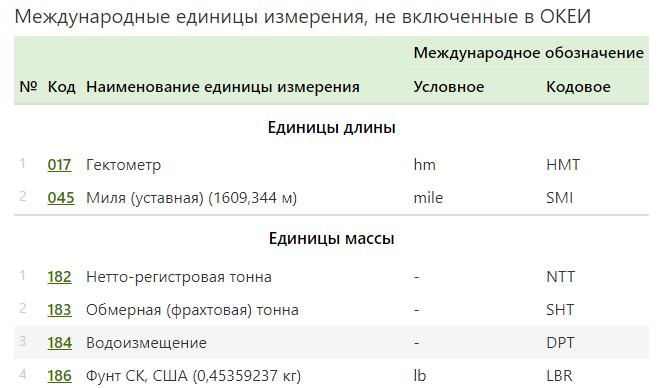 Международные единицы измерения, не включенные в ОКЕИ
Международное обозначение
№ Код Наименование единицы измерения Условное Кодовое
Единицы длины
1 017 Гектометр hm HMT
2 045 Миля (уставная) (1609,344 м) mile SMI
Единицы массы
1 182 Нетто-регистровая тонна - NTT
2 183 Обмерная (фрахтовая) тонна - SHT
3 184 Водоизмещение - DPT
4 186 Фунт СК, США (0,45359237 кг) lb LBR